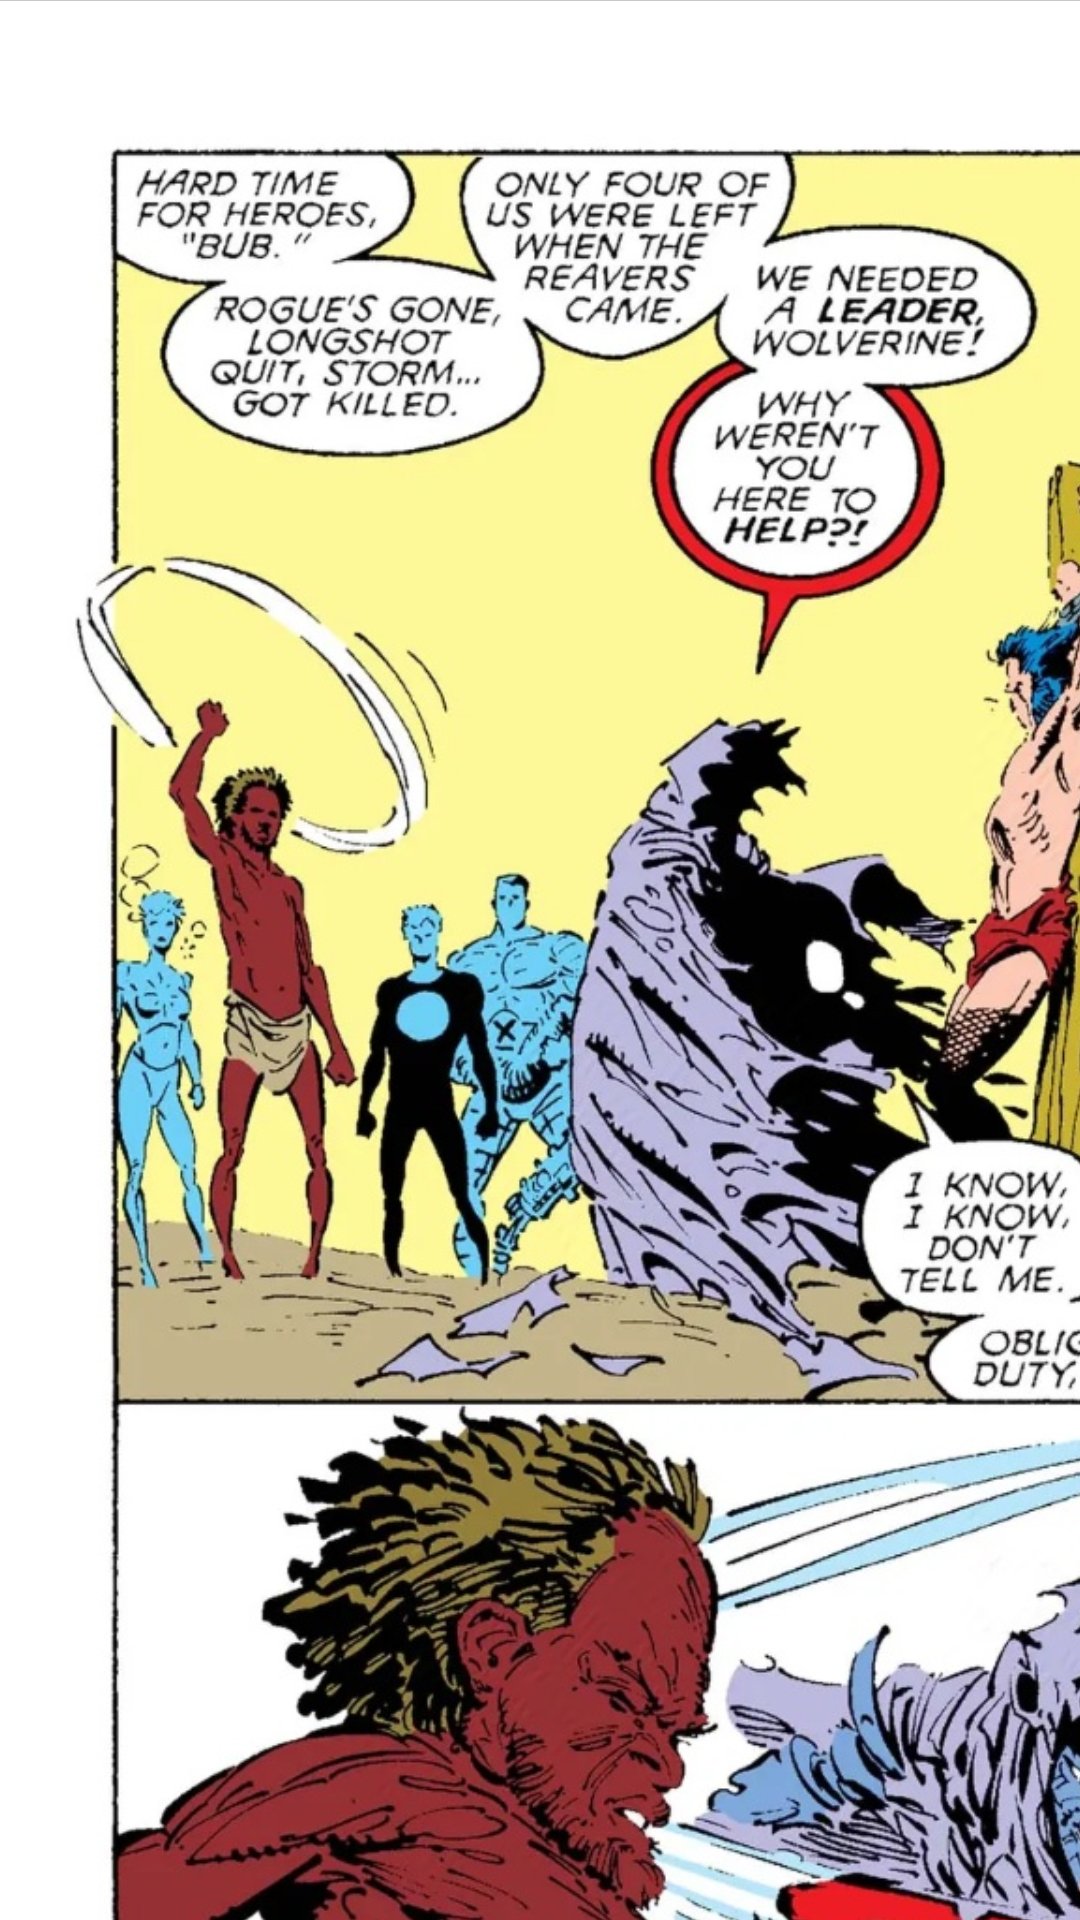 HARD TIME
FOR HEROES,
"BUB."
ROGUE'S GONE,
LONGSHOT
QUIT, STORM...
GOT KILLED.
ONLY FOUR OF
US WERE LEFT
WHEN THE
REAVERS
CAME.
WE NEEDED
A LEADER,
WOLVERINE!
WHY
WEREN'T
YOU
HERE TO
HELP?!
X
I KNOW,
I KNOW,
DON'T
TELL ME.
DUTY,